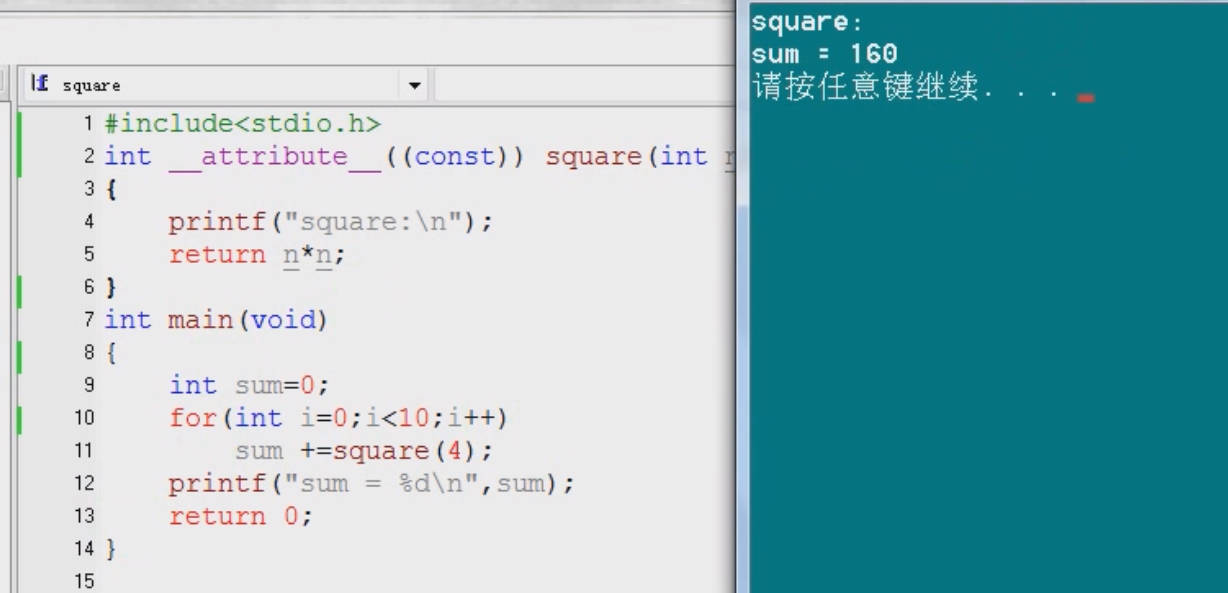 square
1 #include<stdio.h>
2 int __attribute__((const)) square(int
3 {
4     printf("square:\n");
5     return n*n;
6 }
7 int main(void)
8 {
9     int sum=0;
10     for(int i=0;i<10;i++)
11         sum +=square(4);
12     printf("sum = %d\n",sum);
13     return 0;
14 }
15
square:
sum = 160
请按任意键继续. . .